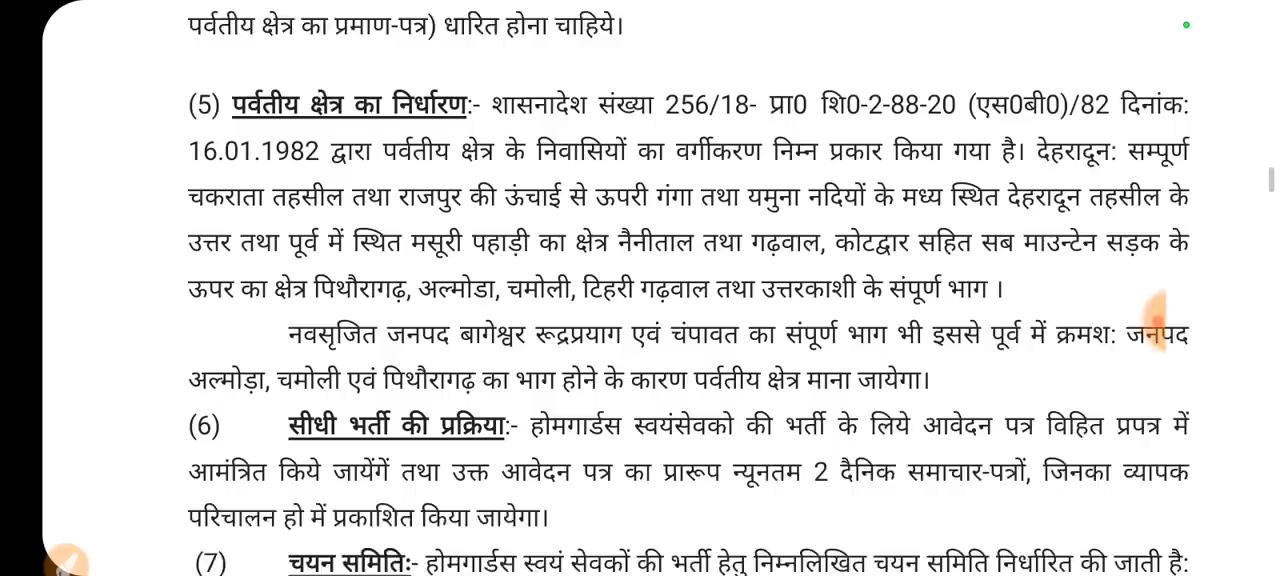 पर्वतीय क्षेत्र का प्रमाण-पत्र) धारित होना चाहिये।
(5) पर्वतीय क्षेत्र का निर्धारण:- शासनादेश संख्या 256/18- प्रा0 शि0-2-88-20 (एस0बी0)/82 दिनांक:
16.01.1982 द्वारा पर्वतीय क्षेत्र के निवासियों का वर्गीकरण निम्न प्रकार किया गया है। देहरादून: सम्पूर्ण
चकराता तहसील तथा राजपुर की ऊंचाई से ऊपरी गंगा तथा यमुना नदियों के मध्य स्थित देहरादून तहसील के
उत्तर तथा पूर्व में स्थित मसूरी पहाड़ी का क्षेत्र नैनीताल तथा गढ़वाल, कोटद्वार सहित सब माउन्टेन सड़क के
ऊपर का क्षेत्र पिथौरागढ़, अल्मोडा, चमोली, टिहरी गढ़वाल तथा उत्तरकाशी के संपूर्ण भाग ।
नवसृजित जनपद बागेश्वर रूद्रप्रयाग एवं चंपावत का संपूर्ण भाग भी इससे पूर्व में क्रमश: जनपद
अल्मोड़ा, चमोली एवं पिथौरागढ़ का भाग होने के कारण पर्वतीय क्षेत्र माना जायेगा।
(6) सीधी भर्ती की प्रक्रिया:- होमगार्डस स्वयंसेवको की भर्ती के लिये आवेदन पत्र विहित प्रपत्र में
आमंत्रित किये जायेंगें तथा उक्त आवेदन पत्र का प्रारूप न्यूनतम 2 दैनिक समाचार-पत्रों, जिनका व्यापक
परिचालन हो में प्रकाशित किया जायेगा।
(7) चयन समितिः- होमगार्डस स्वयं सेवकों की भर्ती हेतु निम्नलिखित चयन समिति निर्धारित की जाती है: